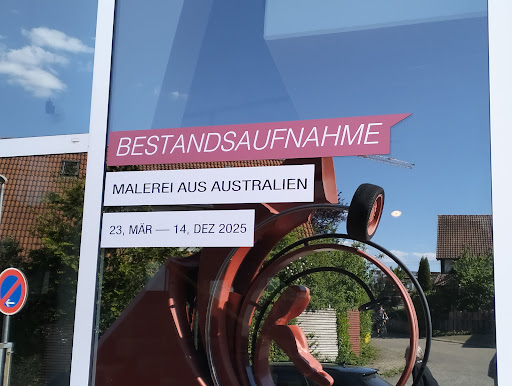 BESTANDSAUFNAHME
MALEREI AUS AUSTRALIEN
23, MÄR — 14, DEZ 2025